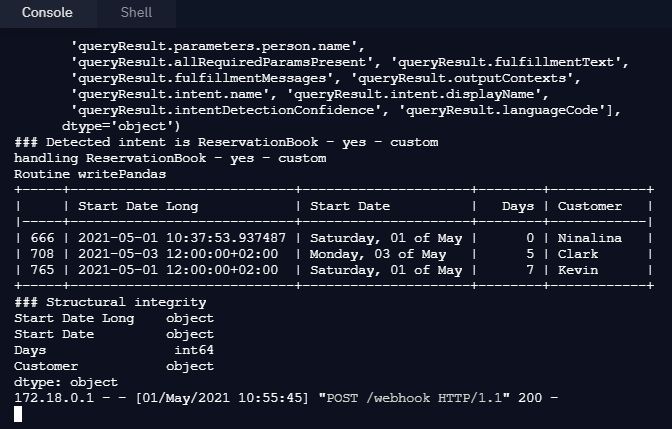 Console Shell
'queryResult.parameters.person.name',
'queryResult.allRequiredParamsPresent', 'queryResult.fulfillmentText',
'queryResult.fulfillmentMessages', 'queryResult.outputContexts',
'queryResult.intent.name', 'queryResult.intent.displayName',
'queryResult.intentDetectionConfidence', 'queryResult.languageCode'],
dtype='object')
### Detected intent is ReservationBook - yes - custom
handling ReservationBook - yes - custom
Routine writePandas
+-----+----------------------------+---------------------+--------+------------+
|     | Start Date Long            | Start Date          |   Days | Customer   |
|-----+----------------------------+---------------------+--------+------------|
| 666 | 2021-05-01 10:37:53.937487 | Saturday, 01 of May |      0 | Ninalina   |
| 708 | 2021-05-03 12:00:00+02:00  | Monday, 03 of May   |      5 | Clark      |
| 765 | 2021-05-01 12:00:00+02:00  | Saturday, 01 of May |      7 | Kevin      |
+-----+----------------------------+---------------------+--------+------------+
### Structural integrity
Start Date Long    object
Start Date         object
Days                int64
Customer           object
dtype: object
172.18.0.1 - - [01/May/2021 10:55:45] "POST /webhook HTTP/1.1" 200 -